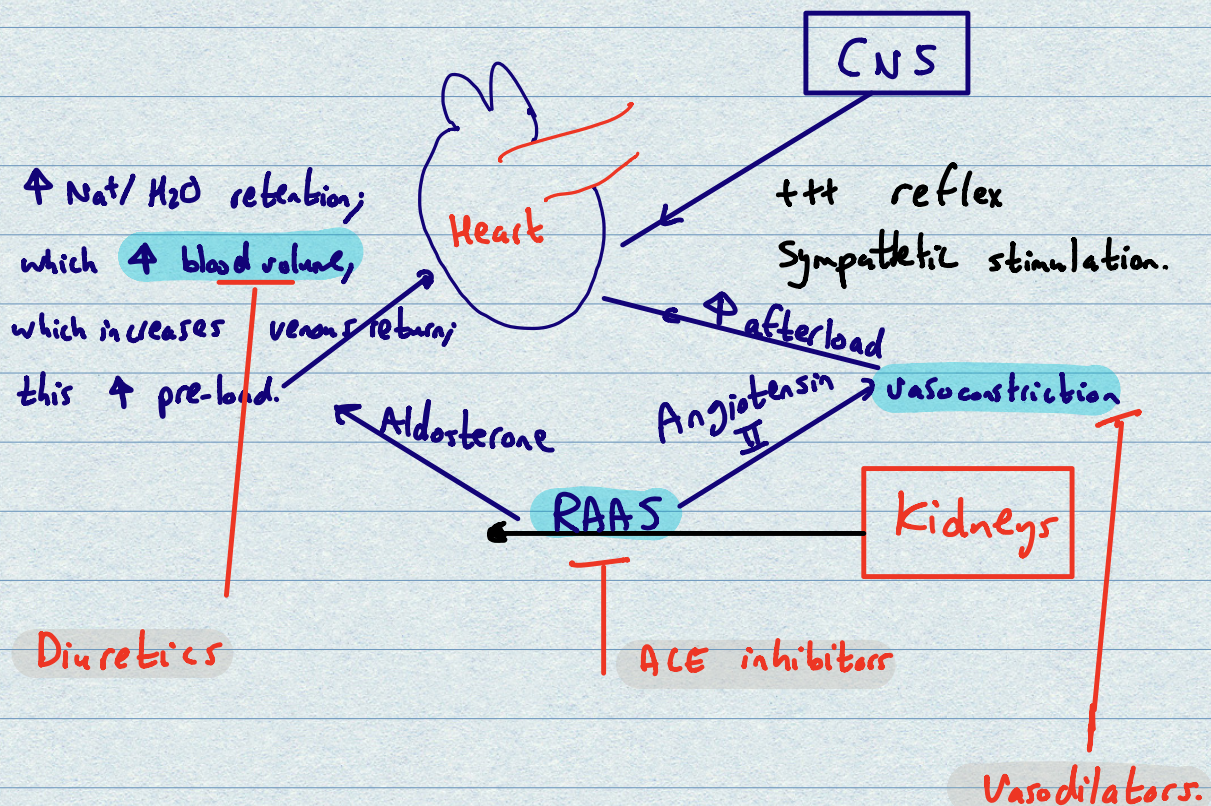 CNS
↑ Na+/H2O retention;
which ↑ blood volume,
which increases venous return;
this ↑ pre-load.
Heart
+++ reflex
Sympathetic stimulation.
↑ afterload
vasoconstriction
Aldosterone
Angiotensin
II
RAAS
Kidneys
Diuretics
ACE inhibitors
Vasodilators.